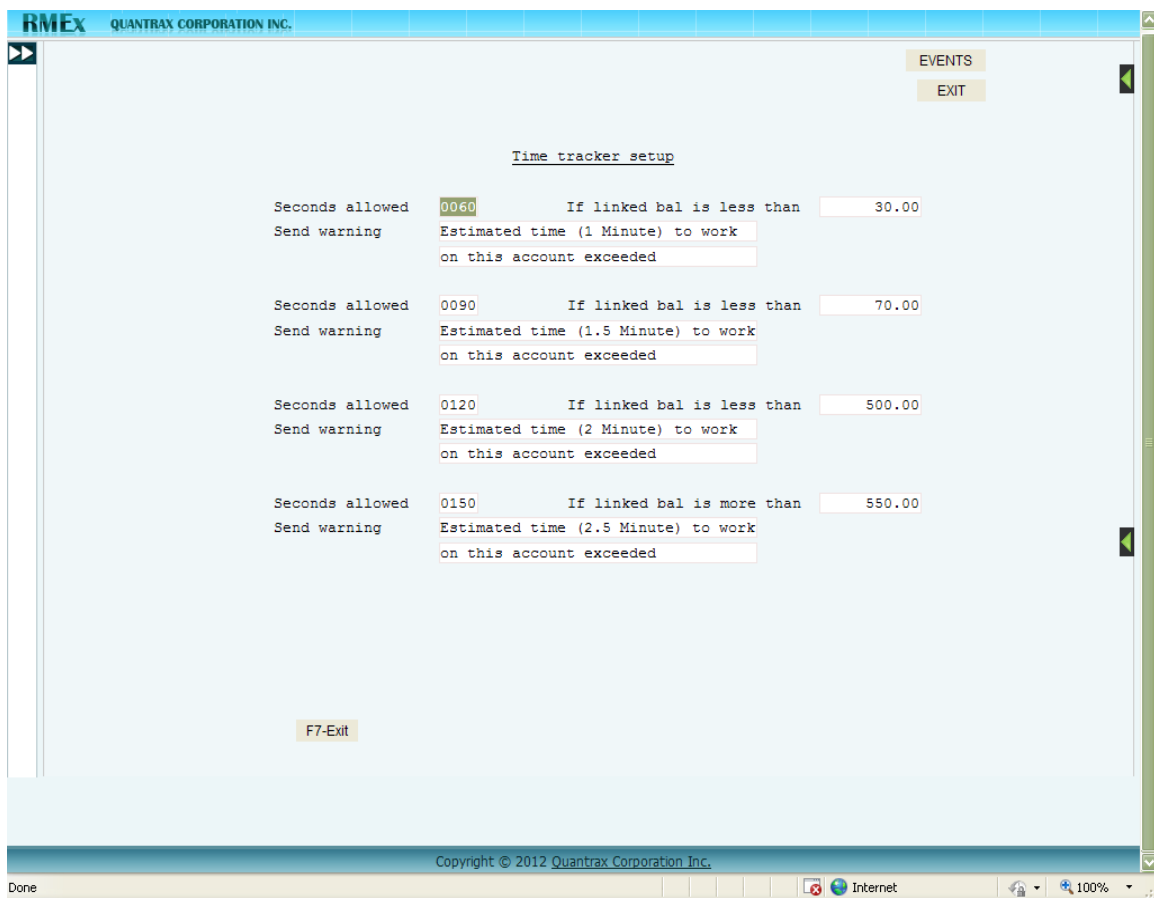 RMEx QUANTRAX CORPORATION INC.
EVENTS
EXIT
Time tracker setup
Seconds allowed 0060 If linked bal is less than 30.00
Send warning Estimated time (1 Minute) to work
on this account exceeded
Seconds allowed 0090 If linked bal is less than 70.00
Send warning Estimated time (1.5 Minute) to work
on this account exceeded
Seconds allowed 0120 If linked bal is less than 500.00
Send warning Estimated time (2 Minute) to work
on this account exceeded
Seconds allowed 0150 If linked bal is more than 550.00
Send warning Estimated time (2.5 Minute) to work
on this account exceeded
F7-Exit
Copyright © 2012 Quantrax Corporation Inc.
Done Internet 100%